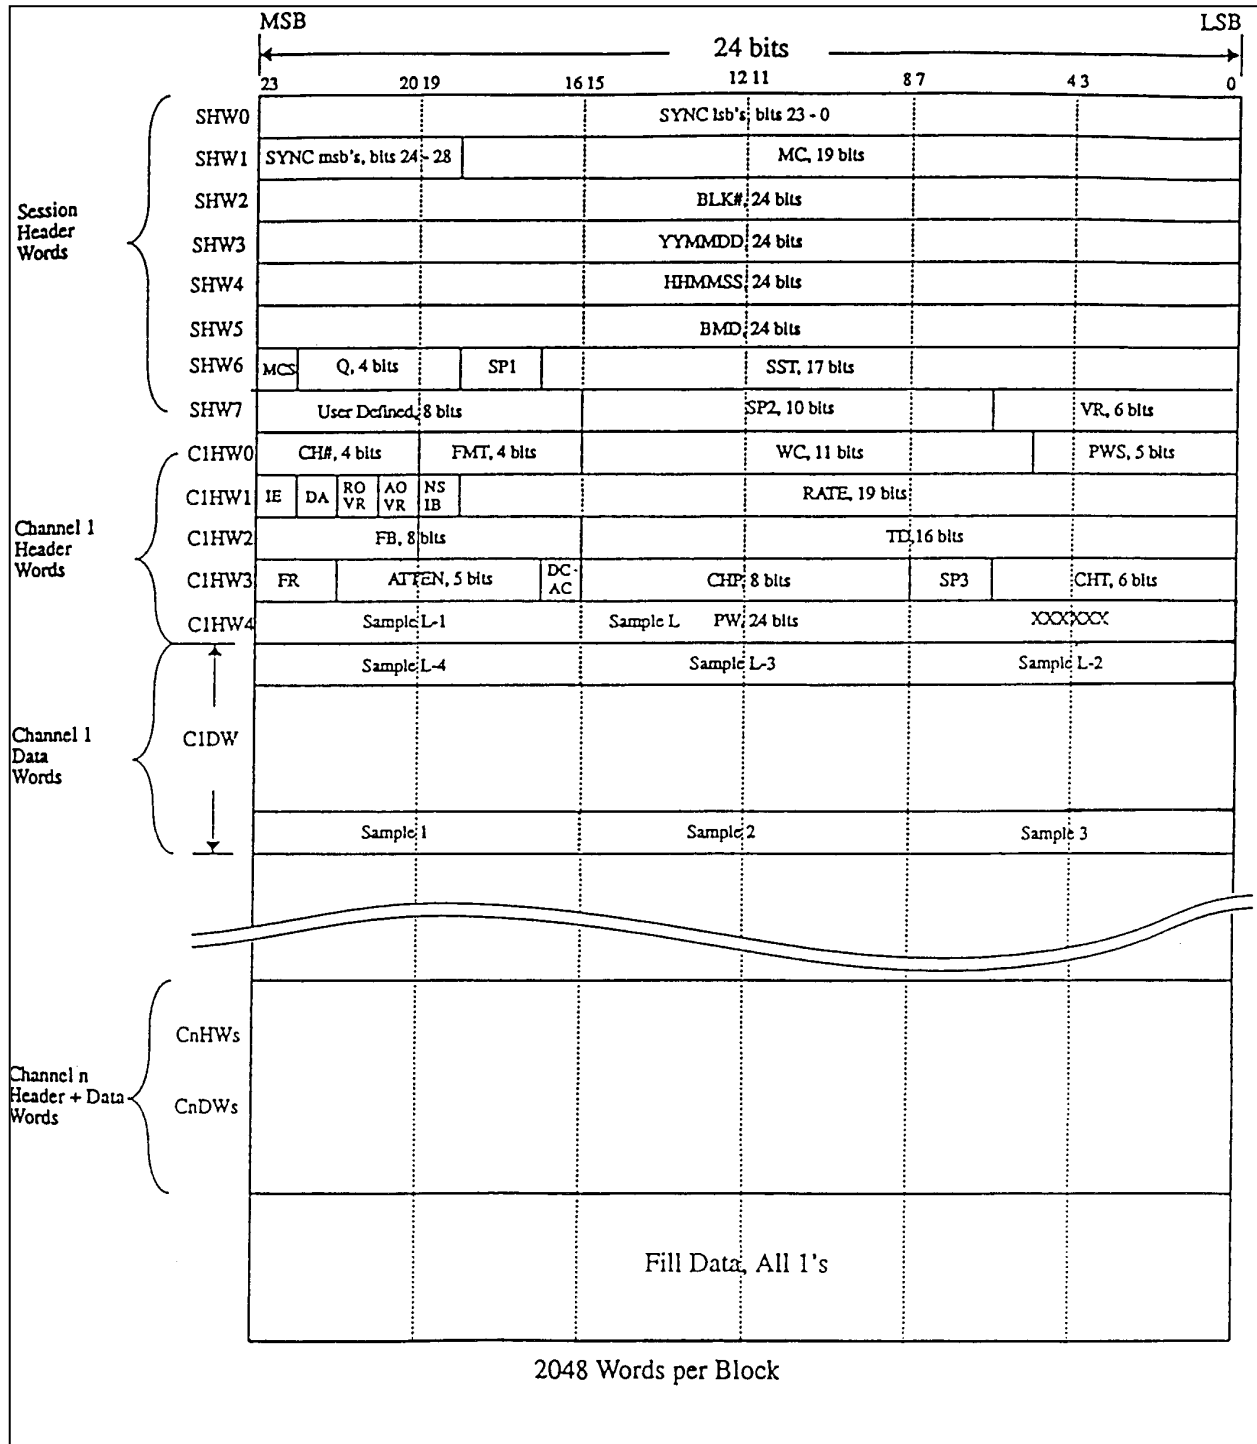 MSB LSB
24 bits
23 20 19 16 15 12 11 8 7 4 3 0
SHW0 SYNC lsb's, bits 23 - 0
SHW1 SYNC msb's, bits 24 - 28 MC, 19 bits
SHW2 BLK#, 24 bits
Session
Header
Words
SHW3 YYMMDD, 24 bits
SHW4 HHMMSS, 24 bits
SHW5 BMD, 24 bits
SHW6 MCS Q, 4 bits SP1 SST, 17 bits
SHW7 User Defined, 8 bits SP2, 10 bits VR, 6 bits
C1HW0 CH#, 4 bits FMT, 4 bits WC, 11 bits PWS, 5 bits
C1HW1 IE DA RO VR AO VR NS IB RATE, 19 bits
Channel 1
Header
Words
C1HW2 FB, 8 bits TD, 16 bits
C1HW3 FR ATTEN, 5 bits DC-AC CHP, 8 bits SP3 CHT, 6 bits
C1HW4 Sample L-1 Sample L PW, 24 bits XXXXXX
Sample L-4 Sample L-3 Sample L-2
Channel 1
Data
Words
C1DW
Sample 1 Sample 2 Sample 3
CnHWs
Channel n
Header + Data
Words
CnDWs
Fill Data, All 1's
2048 Words per Block